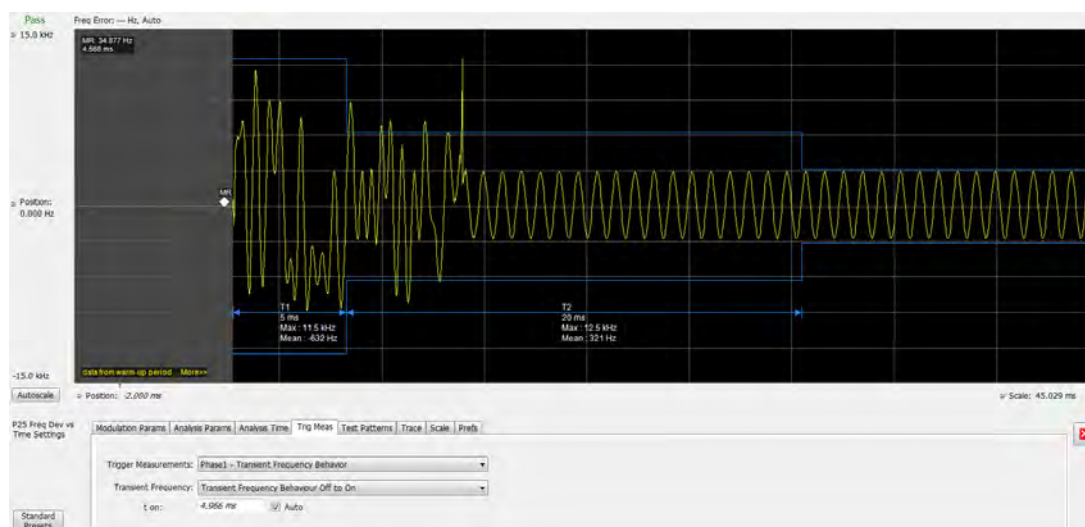 Pass Freq Error: --- Hz, Auto
15.0 kHz
MR: 34.877 Hz
4.568 ms
MR
Position:
0.000 Hz
T1
5 ms
Max : 11.5 kHz
Mean : -632 Hz
T2
20 ms
Max : 12.5 kHz
Mean : 321 Hz
-15.0 kHz
data from warm-up period More>>
Autoscale
Position: -2.000 ms
Scale: 45.029 ms
P25 Freq Dev vs
Time Settings
Modulation Params Analysis Params Analysis Time Trig Meas Test Patterns Trace Scale Prefs
Trigger Measurements: Phase1 - Transient Frequency Behavior
Transient Frequency: Transient Frequency Behaviour Off to On
t on: 4.966 ms Auto
Standard
Presets